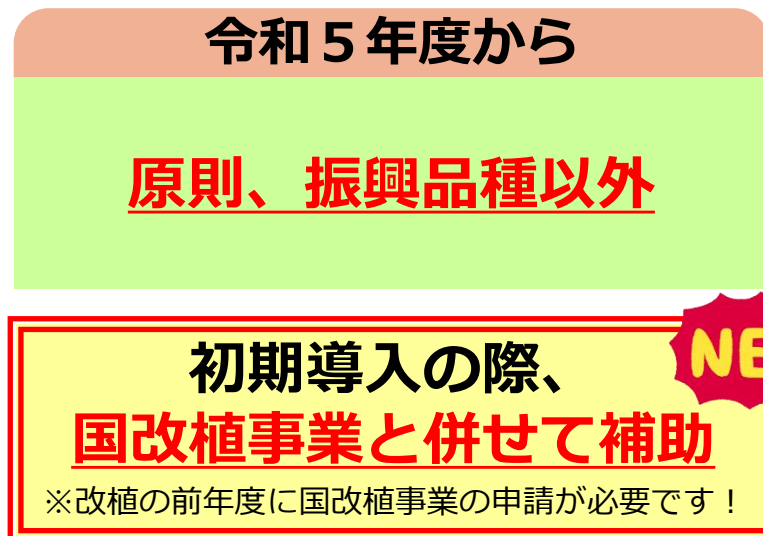 令和５年度から
原則、振興品種以外
NE
初期導入の際、
国改植事業と併せて補助
※改植の前年度に国改植事業の申請が必要です！